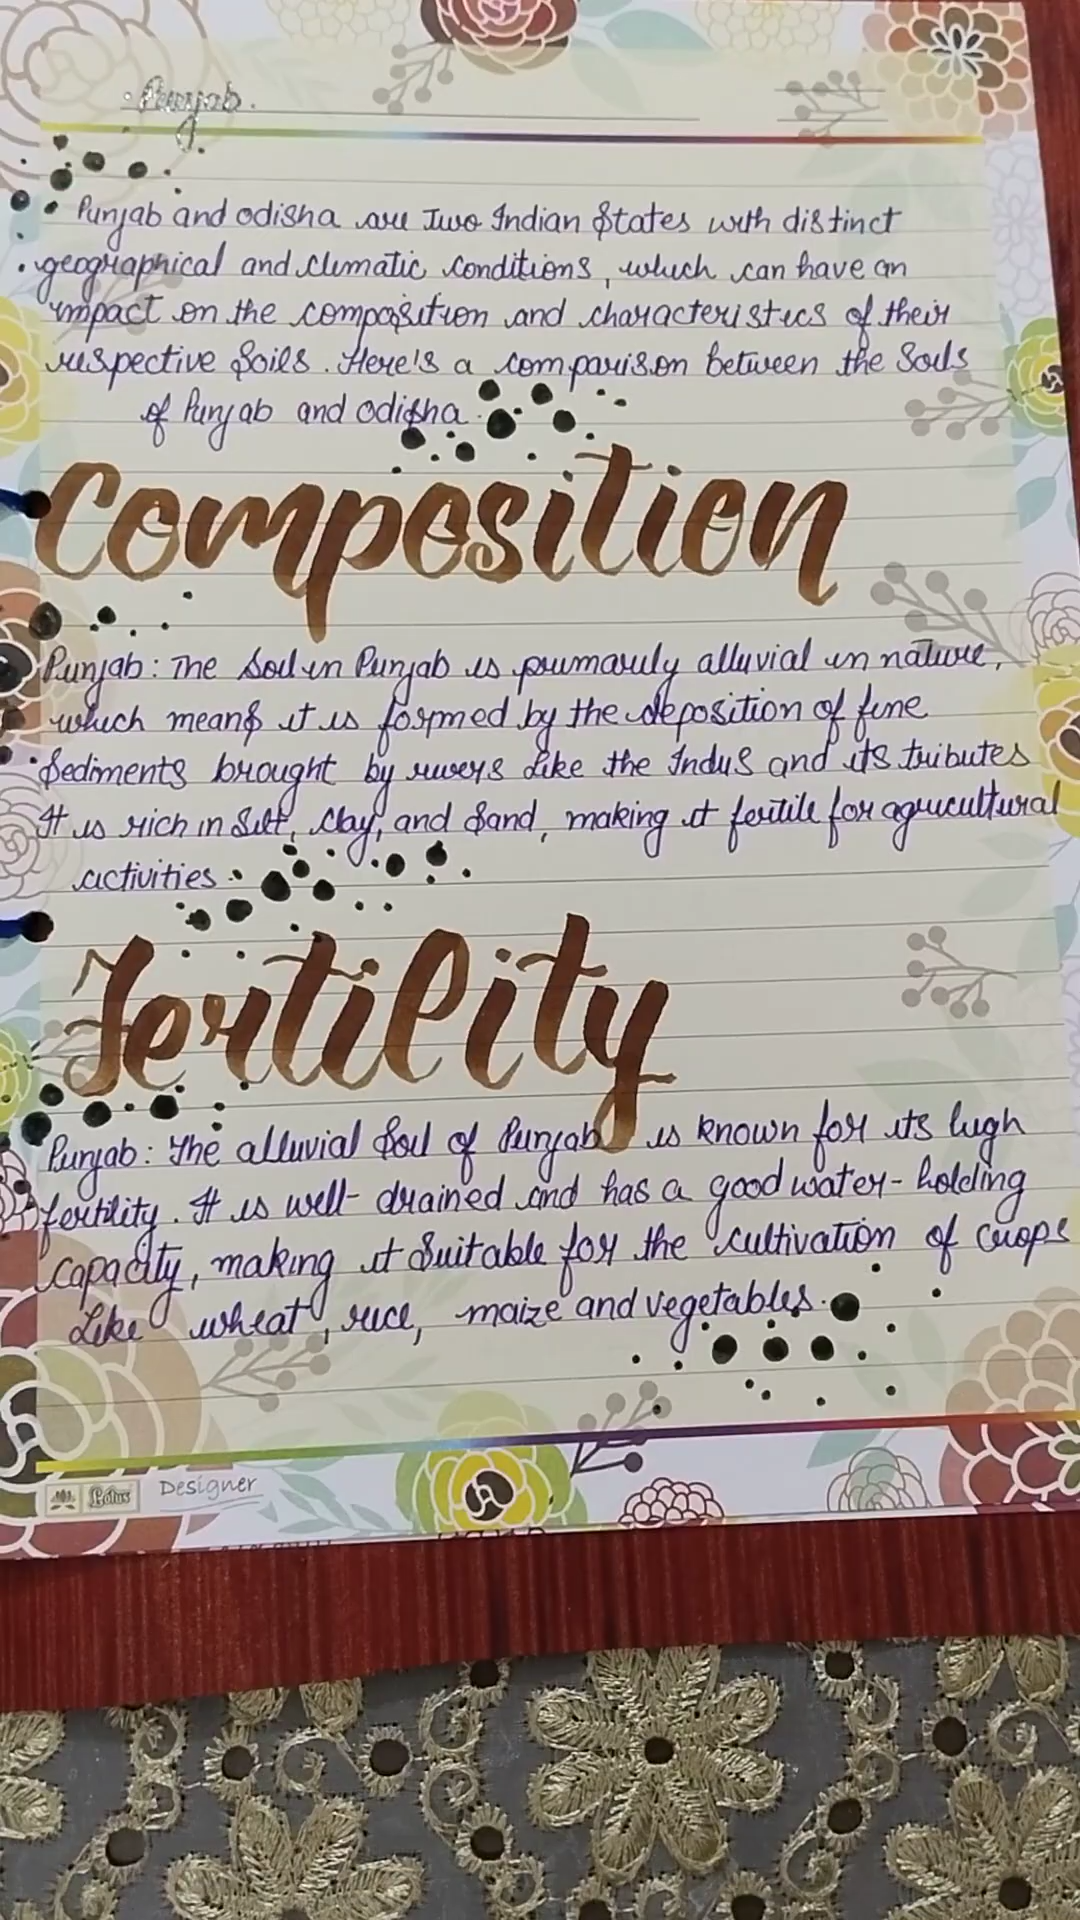 Punjab.
Punjab and odisha are Two Indian States with distinct
geographical and climatic conditions, which can have an
impact on the composition and characteristics of their
respective Soils. Here's a comparison between the Soils
of Punjab and odisha.
Composition
Punjab: The Soil in Punjab is primarily alluvial in nature,
which means it is formed by the deposition of fine
Sediments brought by rivers Like the Indus and its tributes
It is rich in Silt, Clay, and Sand, making it fertile for agricultural
activities.
Fertility
Punjab: The alluvial Soil of Punjab is known for its high
fertility. It is well-drained and has a good water-holding
capacity, making it Suitable for the cultivation of crops
Like wheat, rice, maize and vegetables.
Lotus Designer